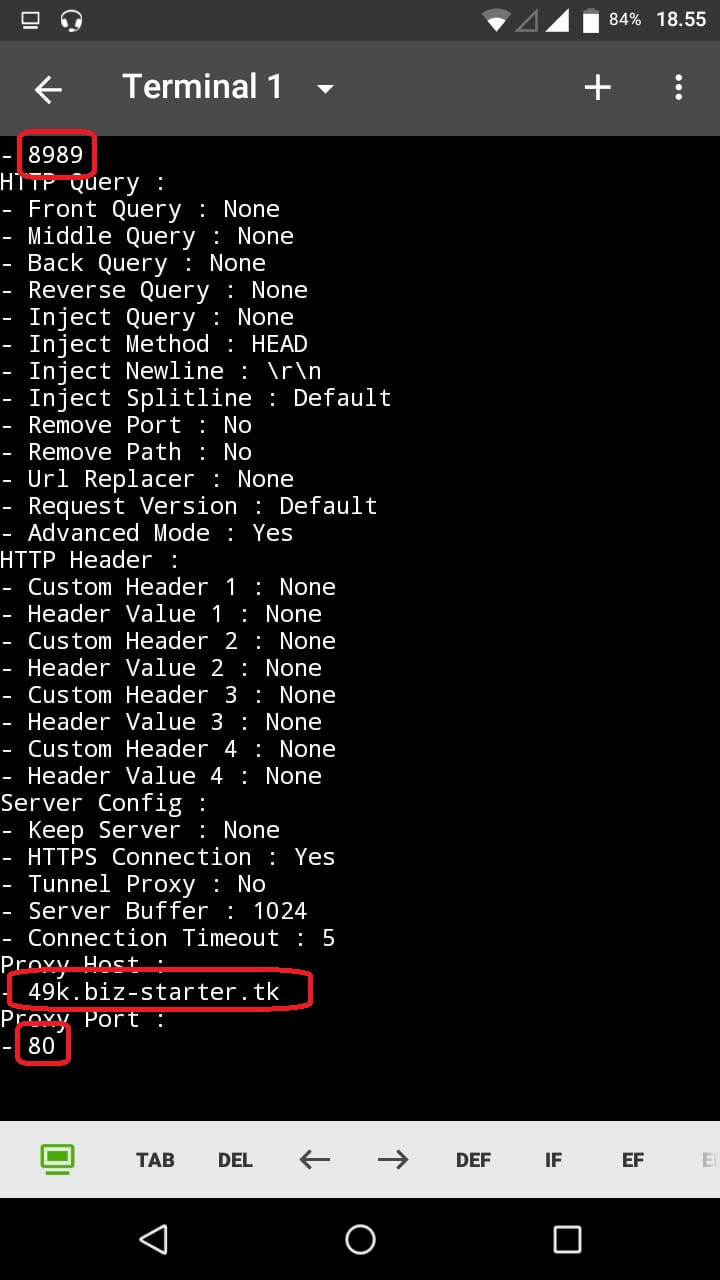 84% 18.55
Terminal 1
- 8989
HTTP Query :
- Front Query : None
- Middle Query : None
- Back Query : None
- Reverse Query : None
- Inject Query : None
- Inject Method : HEAD
- Inject Newline : \r\n
- Inject Splitline : Default
- Remove Port : No
- Remove Path : No
- Url Replacer : None
- Request Version : Default
- Advanced Mode : Yes
HTTP Header :
- Custom Header 1 : None
- Header Value 1 : None
- Custom Header 2 : None
- Header Value 2 : None
- Custom Header 3 : None
- Header Value 3 : None
- Custom Header 4 : None
- Header Value 4 : None
Server Config :
- Keep Server : None
- HTTPS Connection : Yes
- Tunnel Proxy : No
- Server Buffer : 1024
- Connection Timeout : 5
Proxy Host :
- 49k.biz-starter.tk
Proxy Port :
- 80
TAB DEL ← → DEF IF EF